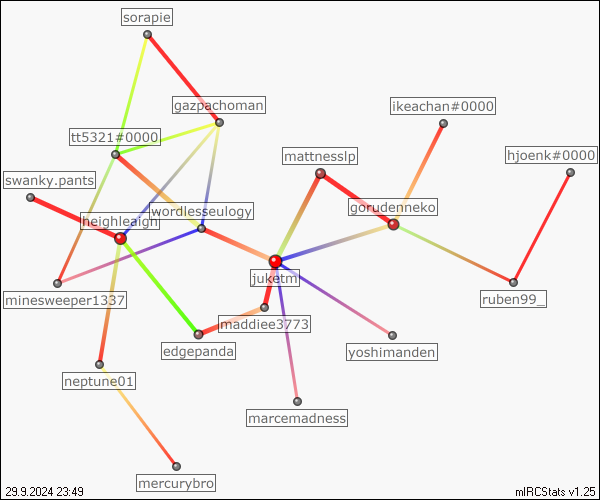 sorapie
gazpachoman
ikeachan#0000
tt5321#0000
mattnesslp
hjoenk#0000
swanky.pants
gorudenneko
wordlesseulogy
heighleaigh
juketm
minesweeper1337
ruben99_
maddiee3773
edgepanda
yoshimanden
neptune01
marcemadness
mercurybro
29.9.2024 23:49
mIRCStats v1.25